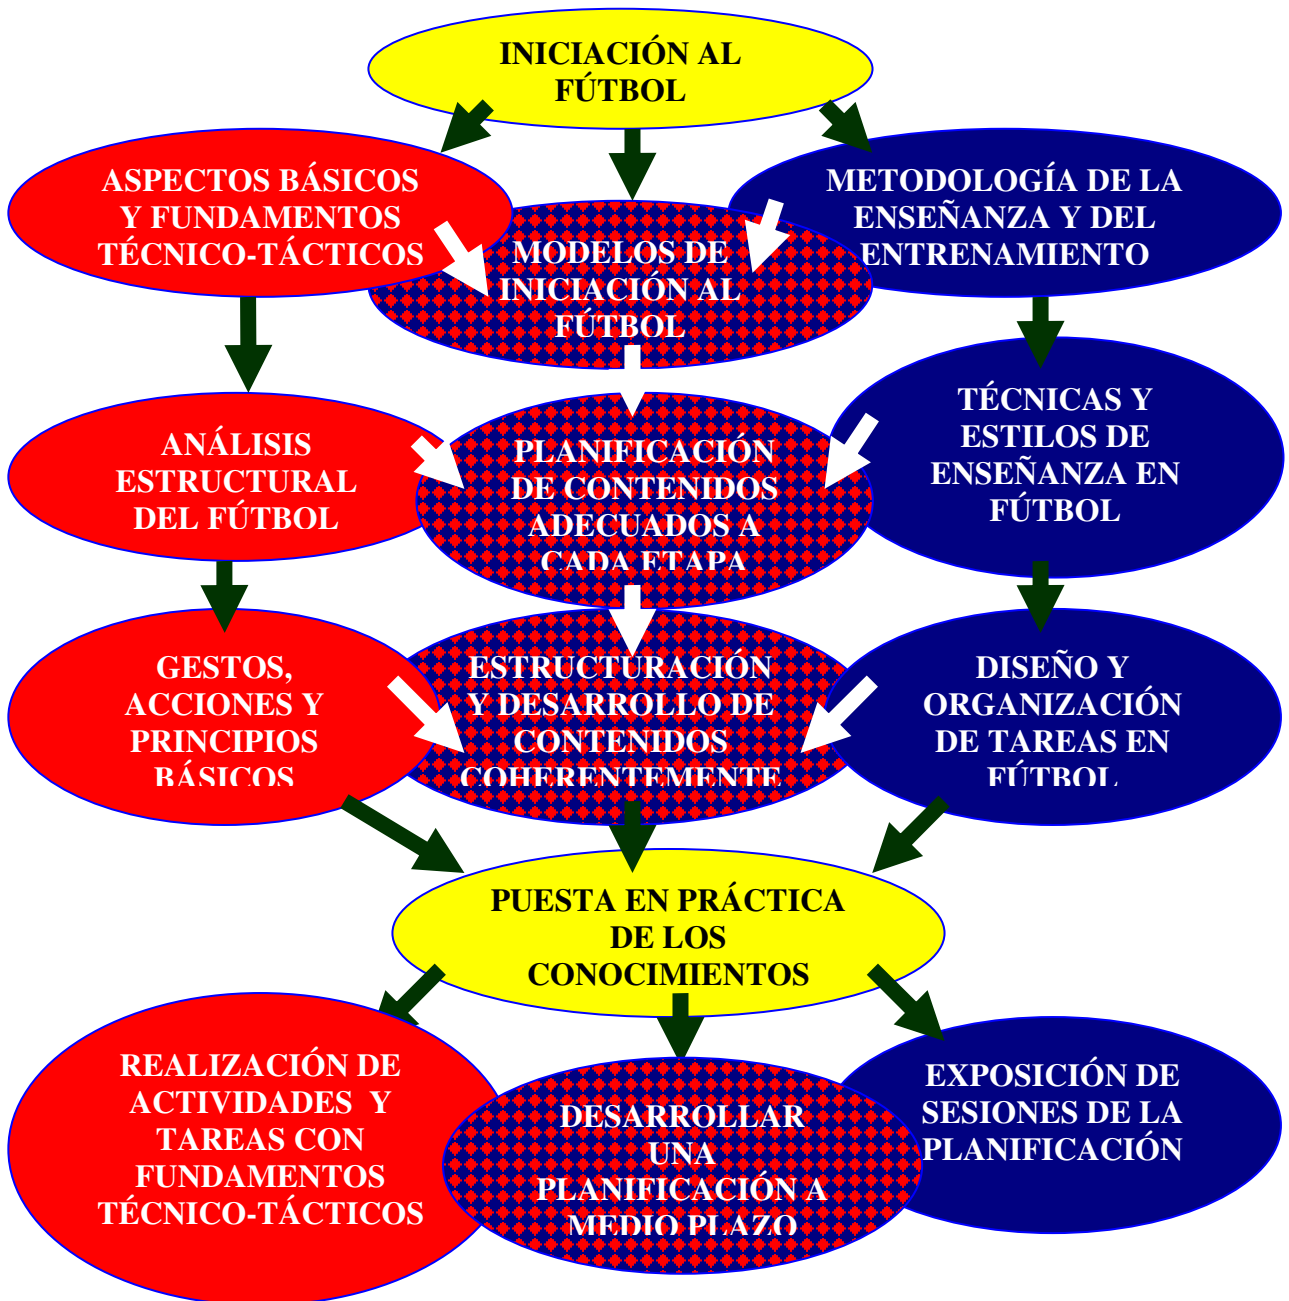 INICIACIÓN AL
FÚTBOL
ASPECTOS BÁSICOS
Y FUNDAMENTOS
TÉCNICO-TÁCTICOS
MODELOS DE
INICIACIÓN AL
FÚTBOL
METODOLOGÍA DE LA
ENSEÑANZA Y DEL
ENTRENAMIENTO
ANÁLISIS
ESTRUCTURAL
DEL FÚTBOL
PLANIFICACIÓN
DE CONTENIDOS
ADECUADOS A
CADA ETAPA
TÉCNICAS Y
ESTILOS DE
ENSEÑANZA EN
FÚTBOL
GESTOS,
ACCIONES Y
PRINCIPIOS
BÁSICOS
ESTRUCTURACIÓN
Y DESARROLLO DE
CONTENIDOS
COHERENTEMENTE
DISEÑO Y
ORGANIZACIÓN
DE TAREAS EN
FÚTBOL
PUESTA EN PRÁCTICA
DE LOS
CONOCIMIENTOS
REALIZACIÓN DE
ACTIVIDADES Y
TAREAS CON
FUNDAMENTOS
TÉCNICO-TÁCTICOS
DESARROLLAR
UNA
PLANIFICACIÓN A
MEDIO PLAZO
EXPOSICIÓN DE
SESIONES DE LA
PLANIFICACIÓN